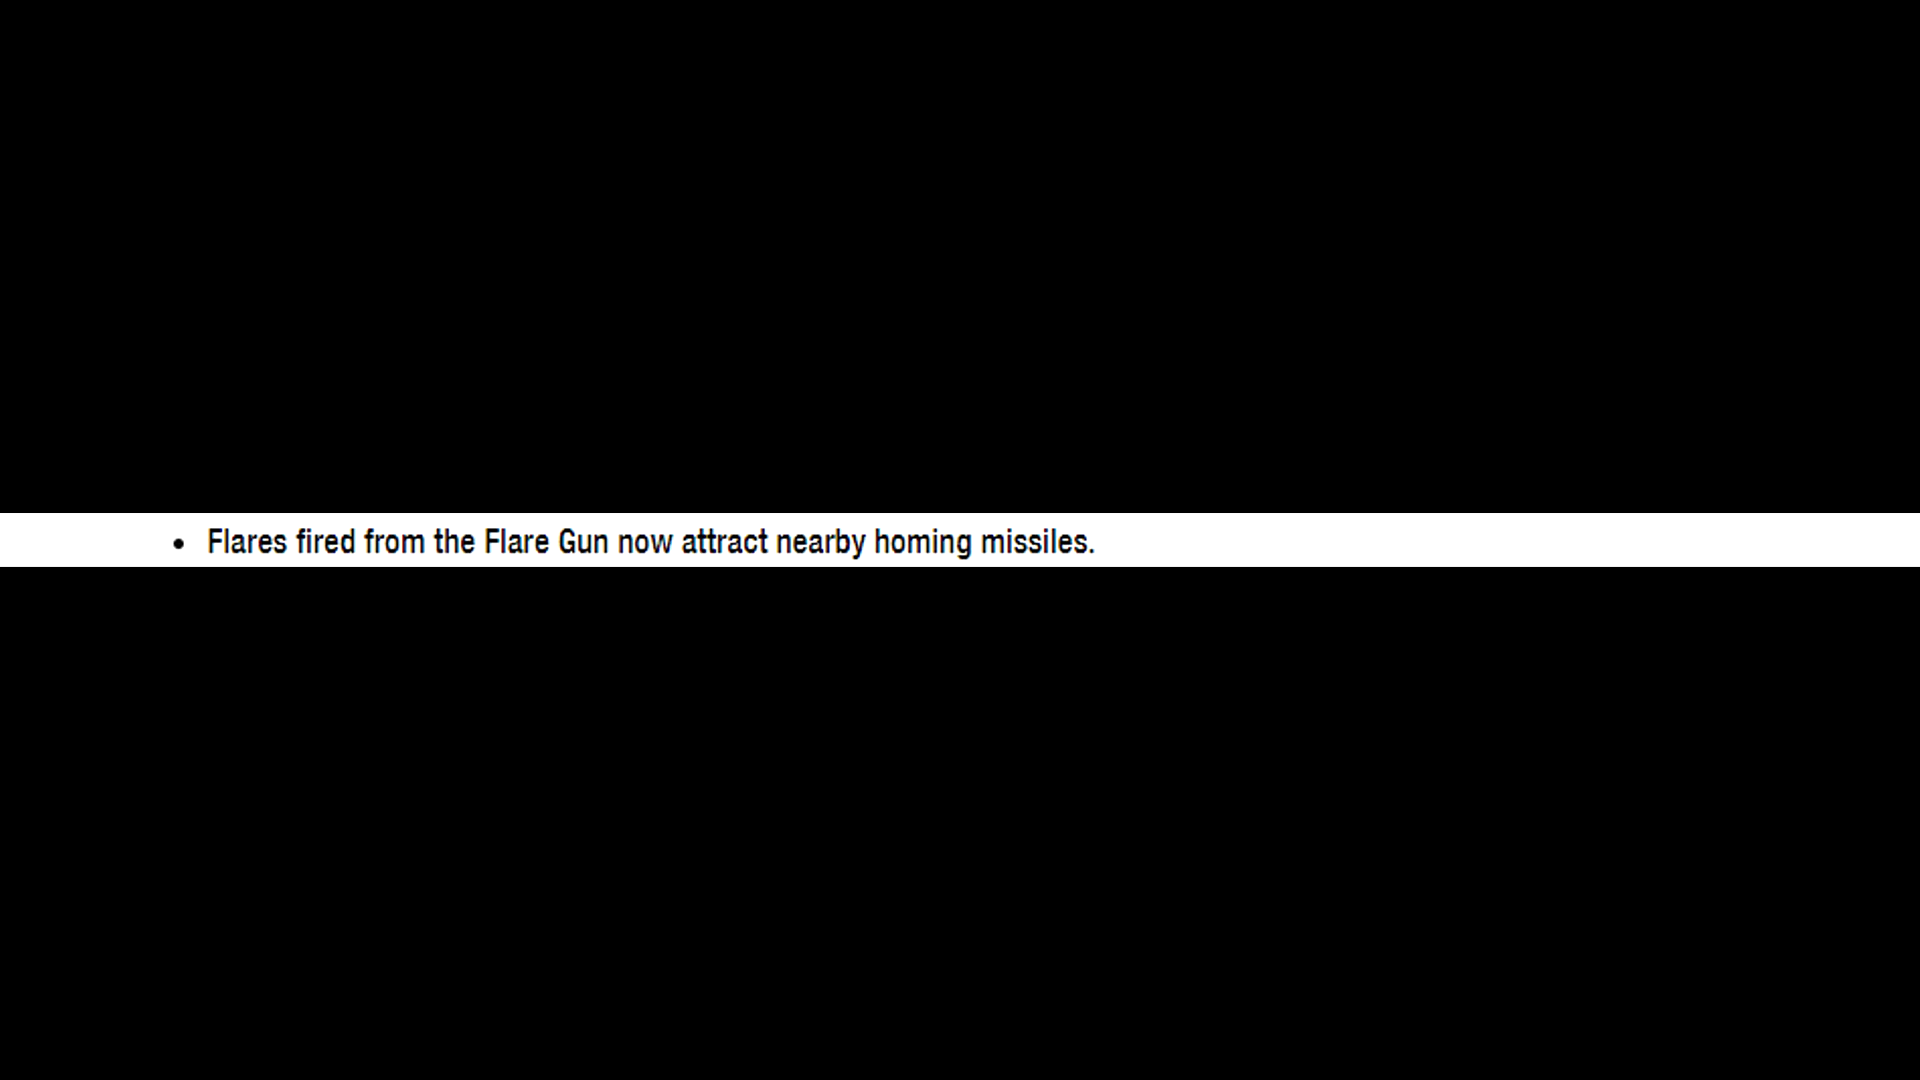 • Flares fired from the Flare Gun now attract nearby homing missiles.